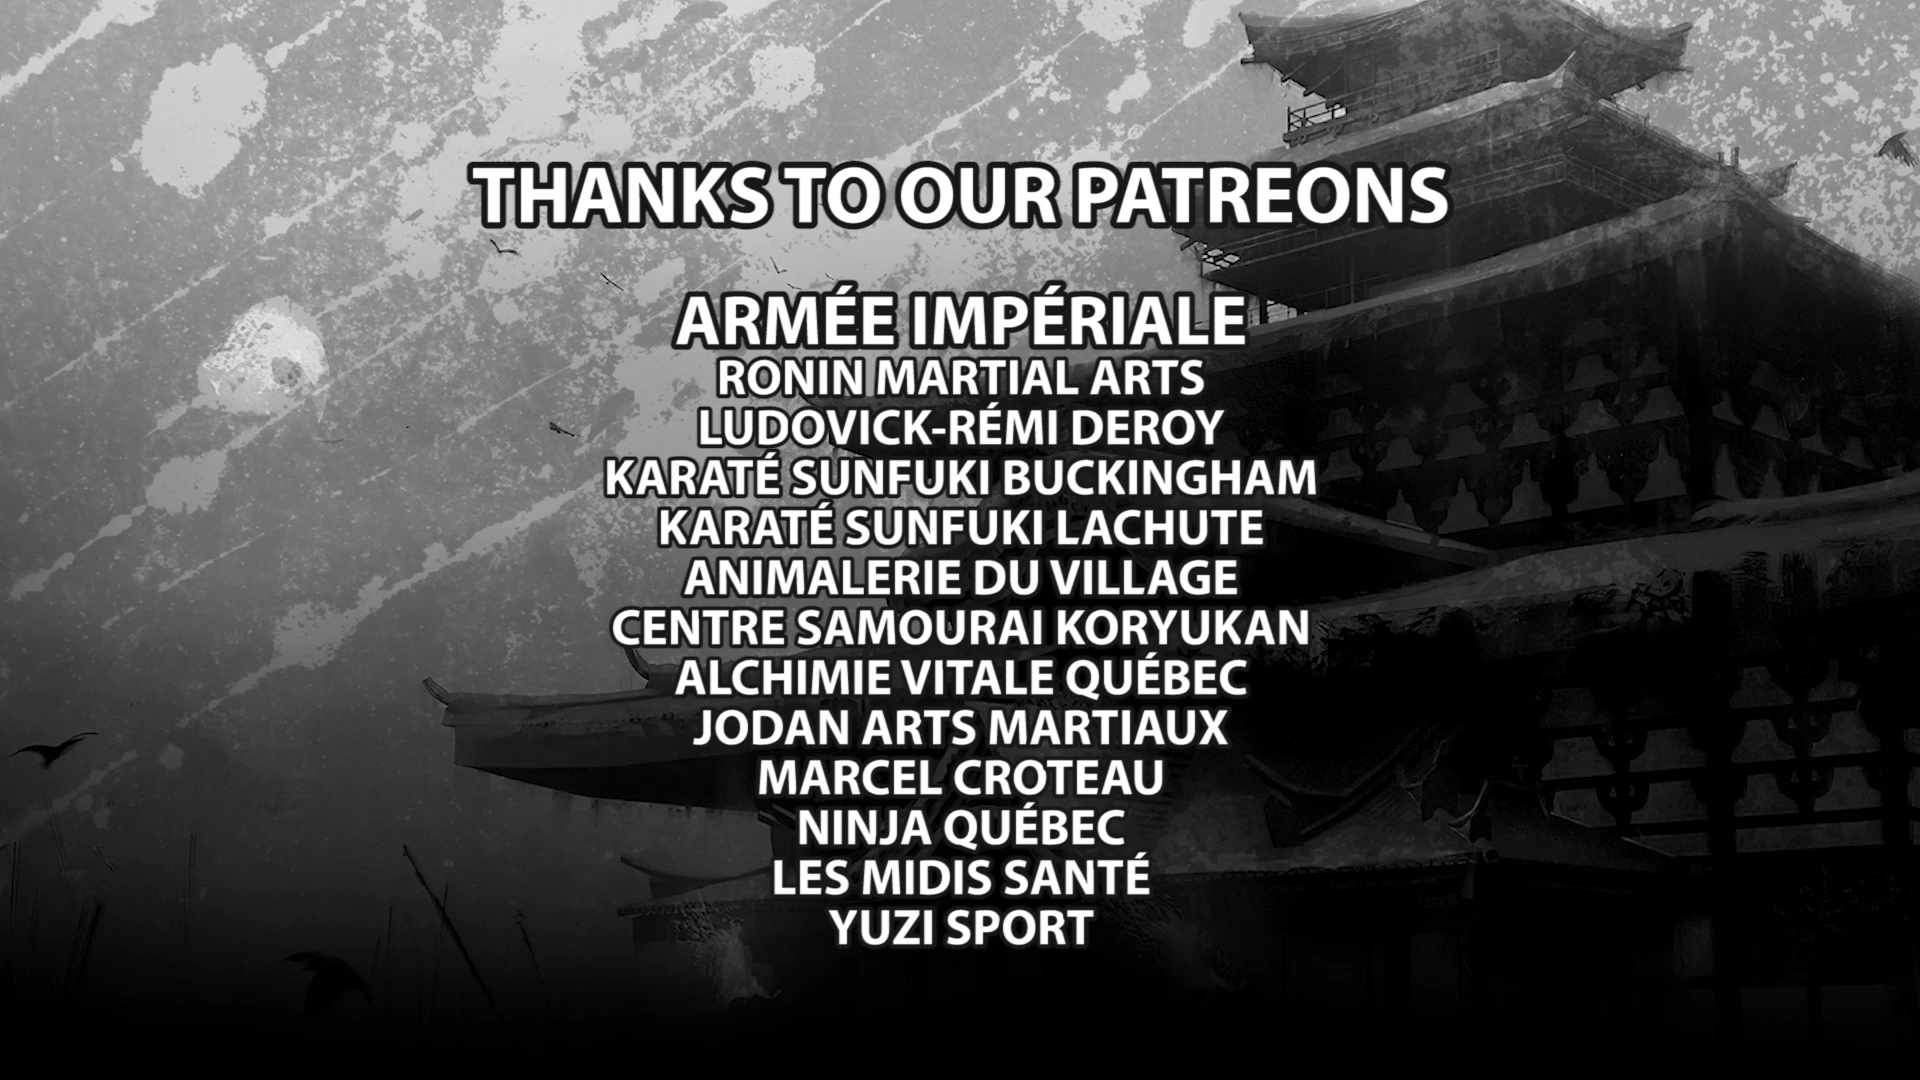 THANKS TO OUR PATREONS
ARMÉE IMPÉRIALE
RONIN MARTIAL ARTS
LUDOVICK-RÉMI DEROY
KARATÉ SUNFUKI BUCKINGHAM
KARATÉ SUNFUKI LACHUTE
ANIMALERIE DU VILLAGE
CENTRE SAMOURAI KORYUKAN
ALCHIMIE VITALE QUÉBEC
JODAN ARTS MARTIAUX
MARCEL CROTEAU
NINJA QUÉBEC
LES MIDIS SANTÉ
YUZI SPORT